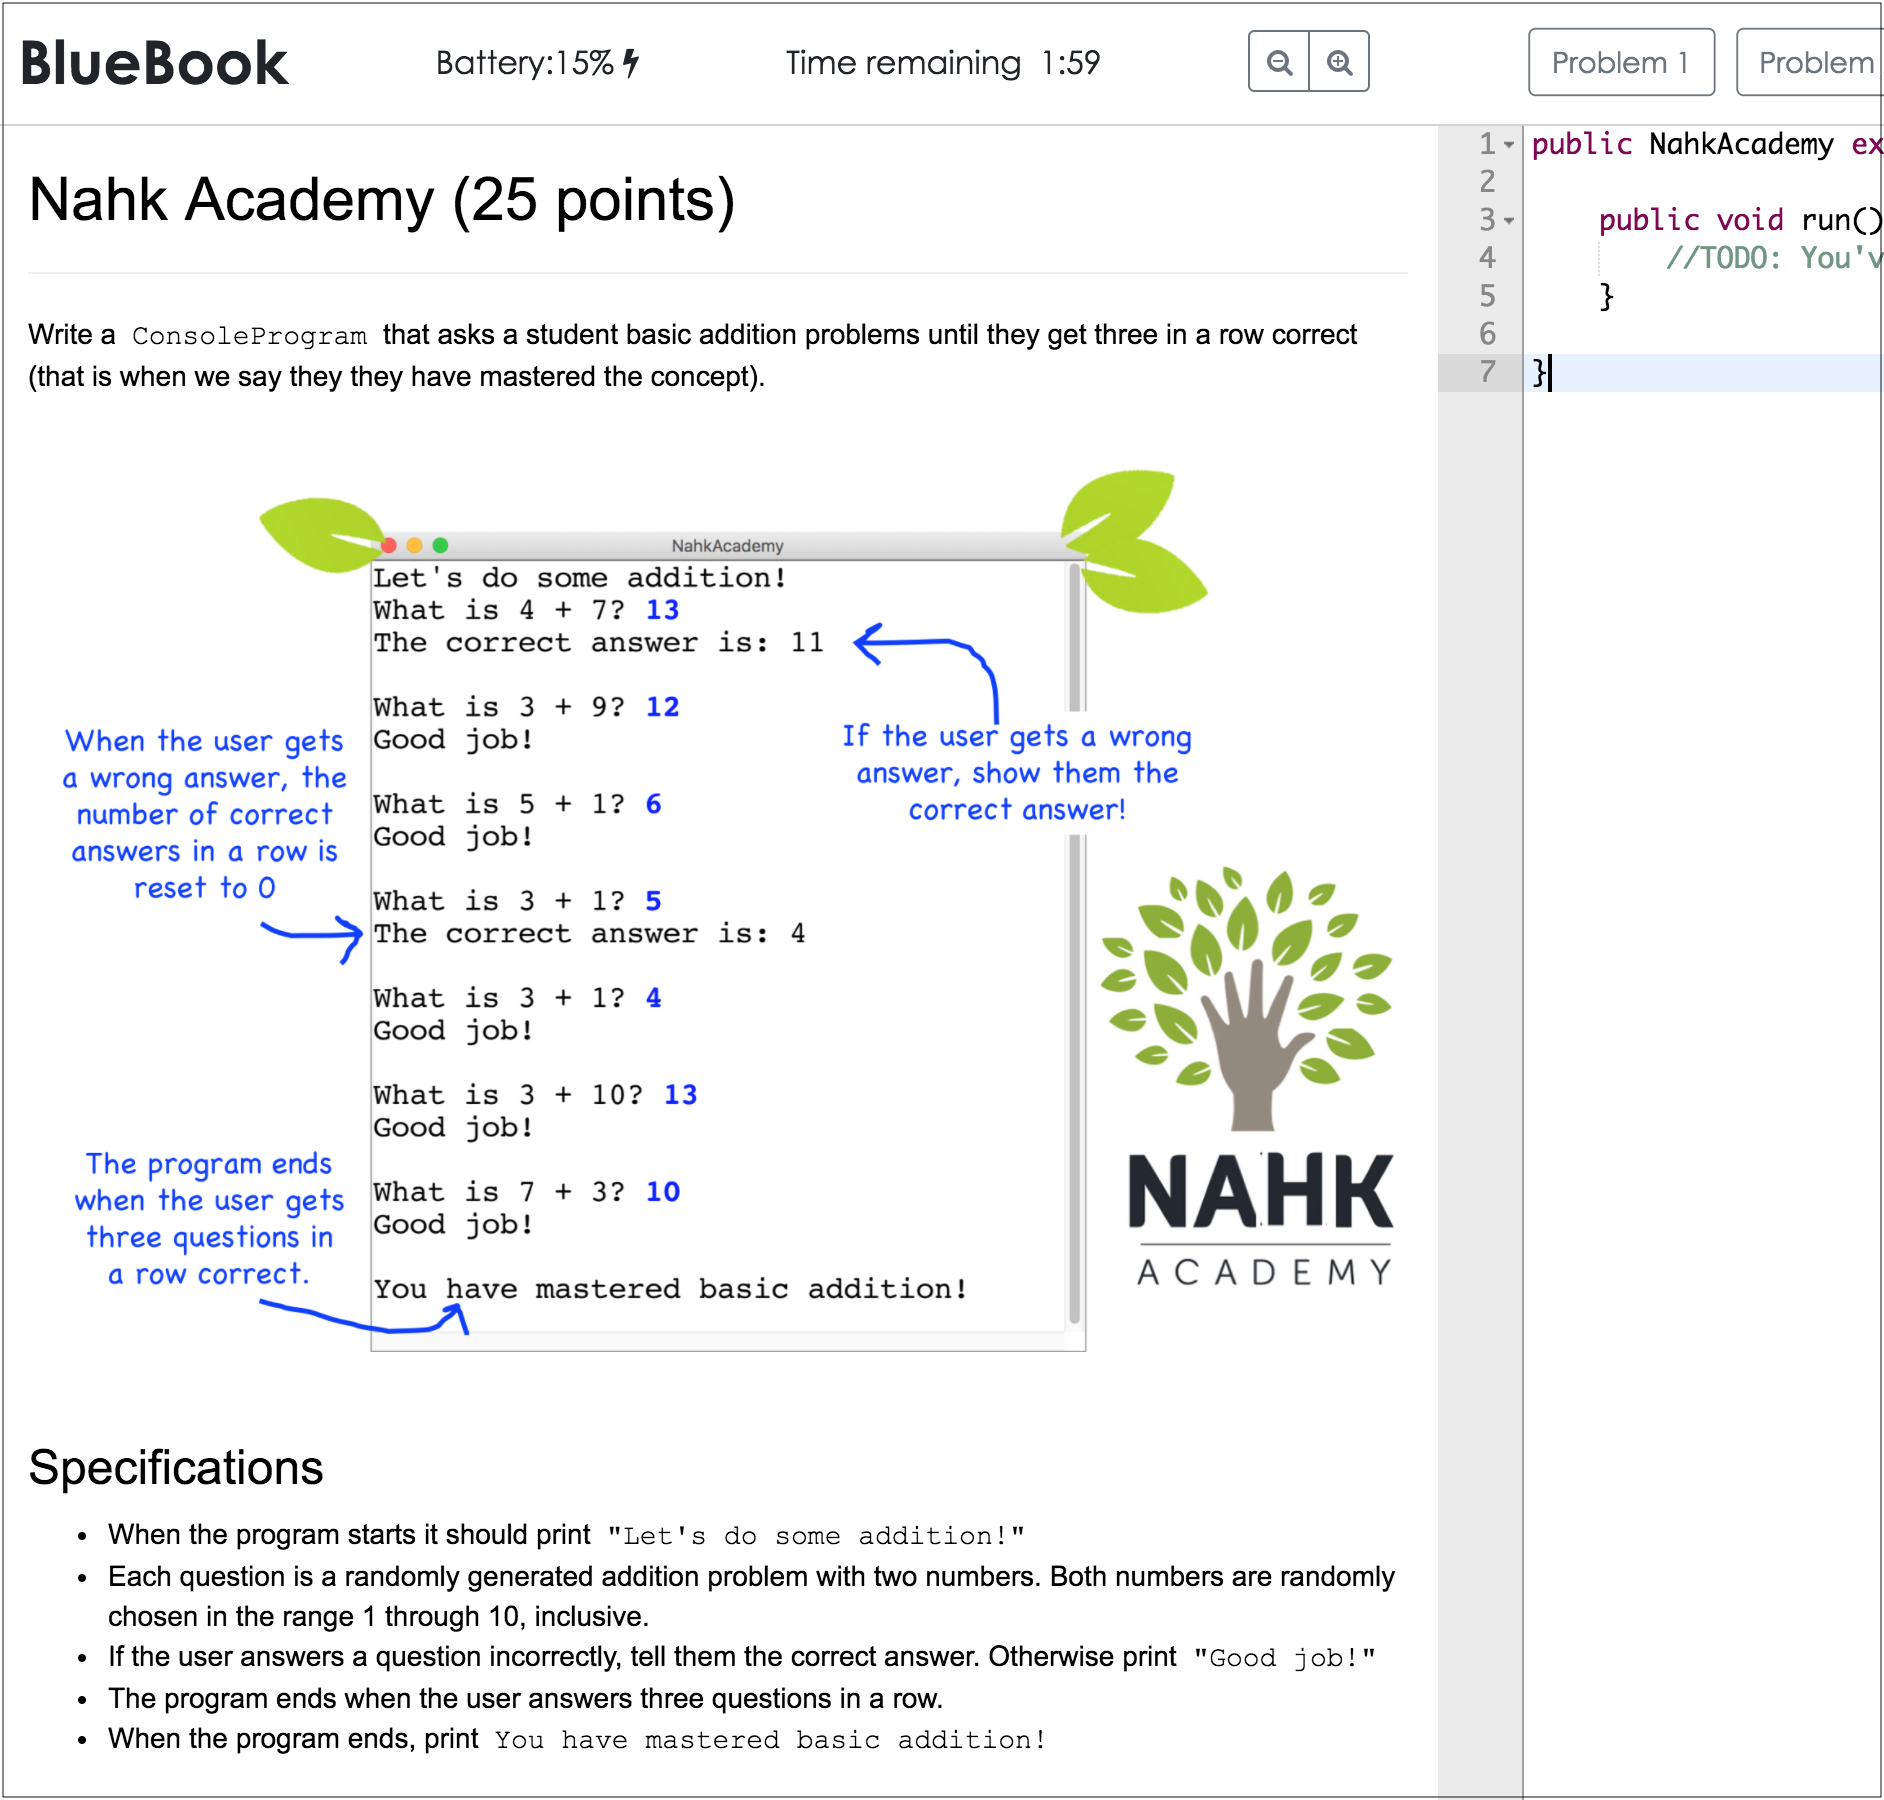 BlueBook
Battery:15%
Time remaining 1:59
Problem 1
Problem
Nahk Academy (25 points)
Write a ConsoleProgram that asks a student basic addition problems until they get three in a row correct
(that is when we say they they have mastered the concept).
NahkAcademy
Let's do some addition!
What is 4 + 7? 13
The correct answer is: 11
What is 3 + 9? 12
Good job!
What is 5 + 1? 6
Good job!
What is 3 + 1? 5
The correct answer is: 4
What is 3 + 1? 4
Good job!
What is 3 + 10? 13
Good job!
What is 7 + 3? 10
Good job!
You have mastered basic addition!
When the user gets
a wrong answer, the
number of correct
answers in a row is
reset to 0
If the user gets a wrong
answer, show them the
correct answer!
The program ends
when the user gets
three questions in
a row correct.
NAHK
ACADEMY
Specifications
• When the program starts it should print "Let's do some addition!"
• Each question is a randomly generated addition problem with two numbers. Both numbers are randomly
chosen in the range 1 through 10, inclusive.
• If the user answers a question incorrectly, tell them the correct answer. Otherwise print "Good job!"
• The program ends when the user answers three questions in a row.
• When the program ends, print You have mastered basic addition!
1 public NahkAcademy ex
2
3 public void run()
4 //TODO: You'v
5 }
6
7 }